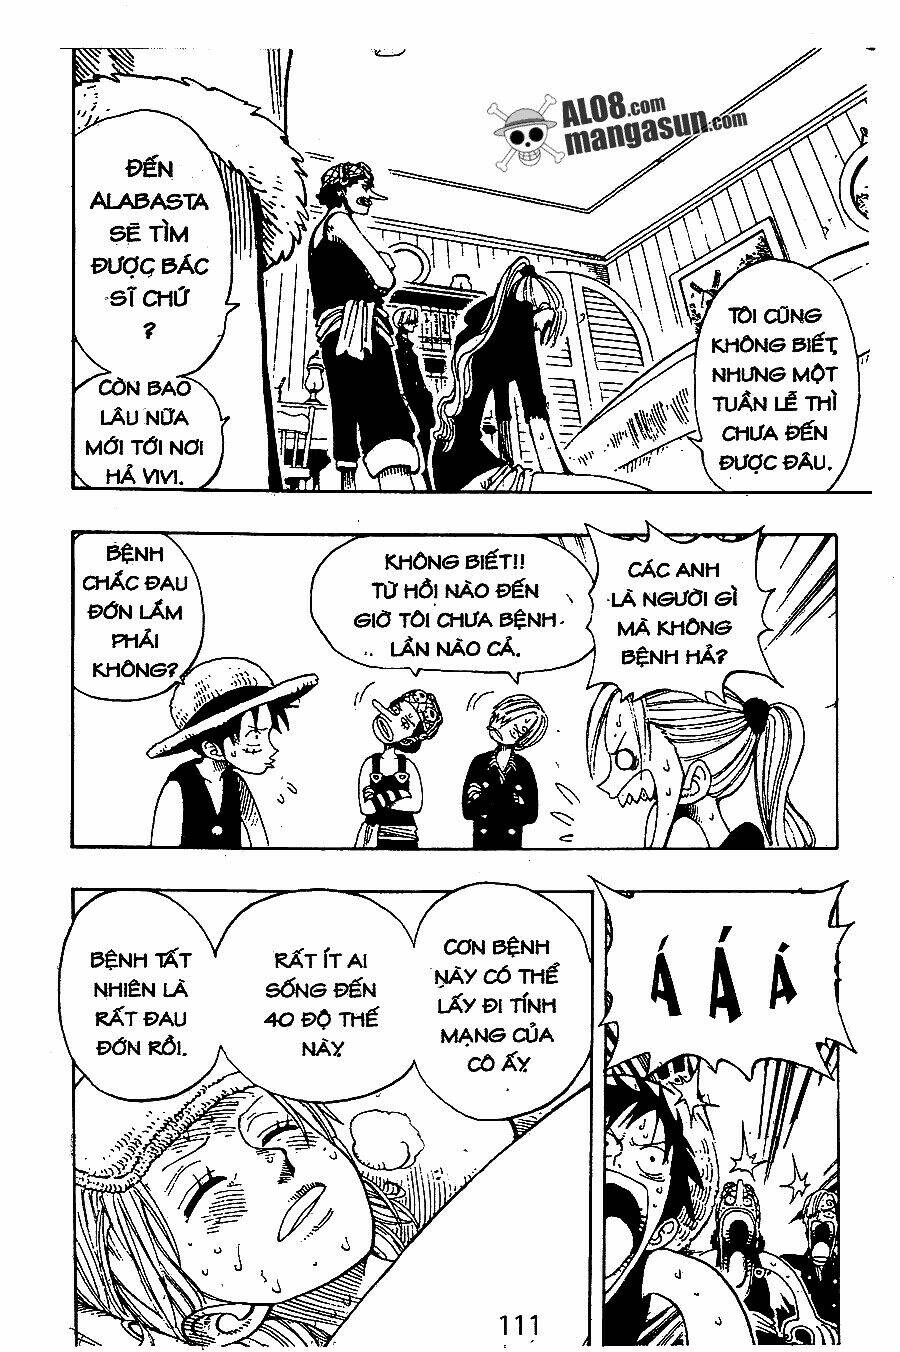 AL08.com
mangasun.com
ĐẾN
ALABASTA
SẼ TÌM
ĐƯỢC BÁC
SĨ CHỨ
?
CÒN BAO
LÂU NỮA
MỚI TỚI NƠI
HẢ VIVI.
TÔI CŨNG
KHÔNG BIẾT,
NHƯNG MỘT
TUẦN LỄ THÌ
CHƯA ĐẾN
ĐƯỢC ĐÂU.
BỆNH
CHẮC ĐAU
ĐỚN LẮM
PHẢI
KHÔNG?
KHÔNG BIẾT!!
TỪ HỒI NÀO ĐẾN
GIỜ TÔI CHƯA BỆNH
LẦN NÀO CẢ.
CÁC ANH
LÀ NGƯỜI GÌ
MÀ KHÔNG
BỆNH HẢ?
BỆNH TẤT
NHIÊN LÀ
RẤT ĐAU
ĐỚN RỒI.
RẤT ÍT AI
SỐNG ĐẾN
40 ĐỘ THẾ
NÀY.
CƠN BỆNH
NÀY CÓ THỂ
LẤY ĐI TÍNH
MẠNG CỦA
CÔ ẤY.
Á Á Á
111